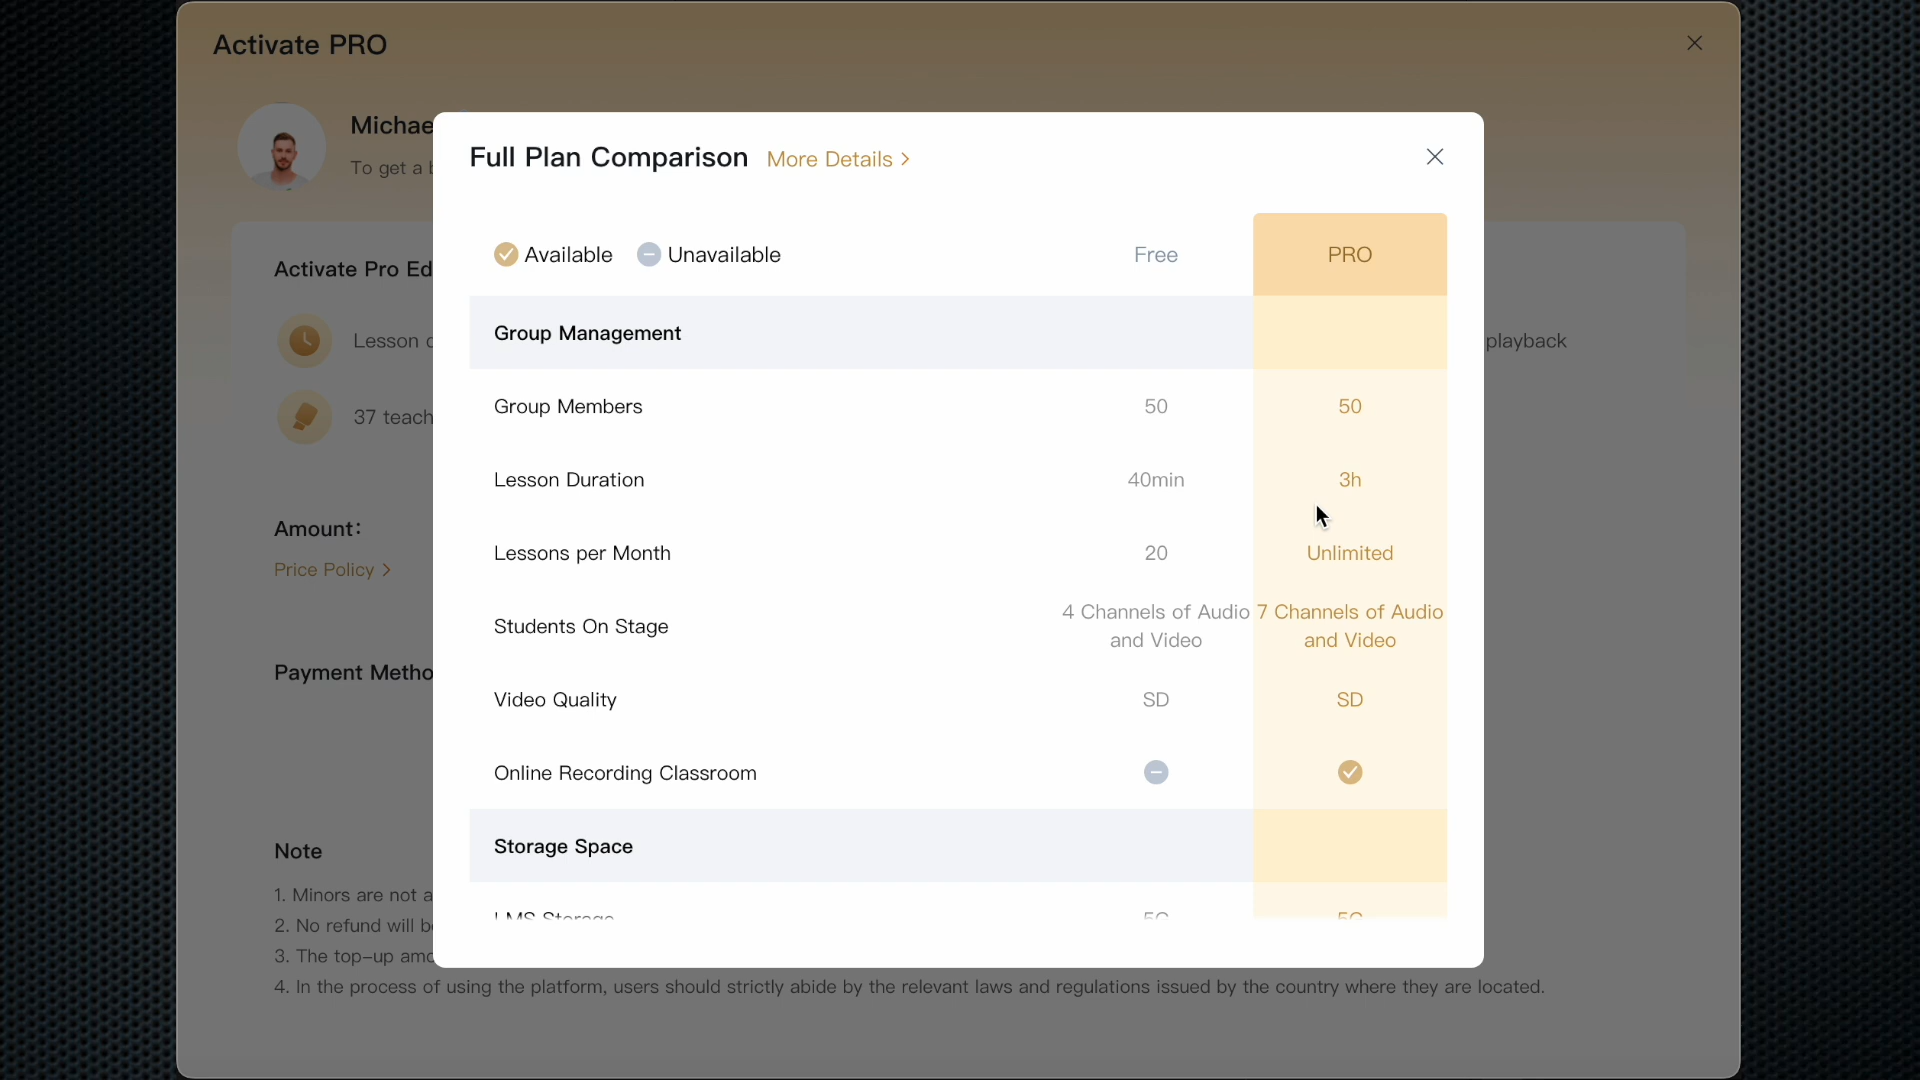 Activate PRO
Michae
To get a
Full Plan Comparison More Details >
Available Unavailable Free PRO
Activate Pro Ed
Group Management
Lesson
playback
Group Members 50 50
37 teach
Lesson Duration 40min 3h
Amount:
Lessons per Month 20 Unlimited
Price Policy >
Students On Stage 4 Channels of Audio and Video 7 Channels of Audio and Video
Payment Metho
Video Quality SD SD
Online Recording Classroom
Storage Space
Note
1. Minors are not a
LMS Storage 5G 5G
2. No refund will b
3. The top-up amo
4. In the process of using the platform, users should strictly abide by the relevant laws and regulations issued by the country where they are located.